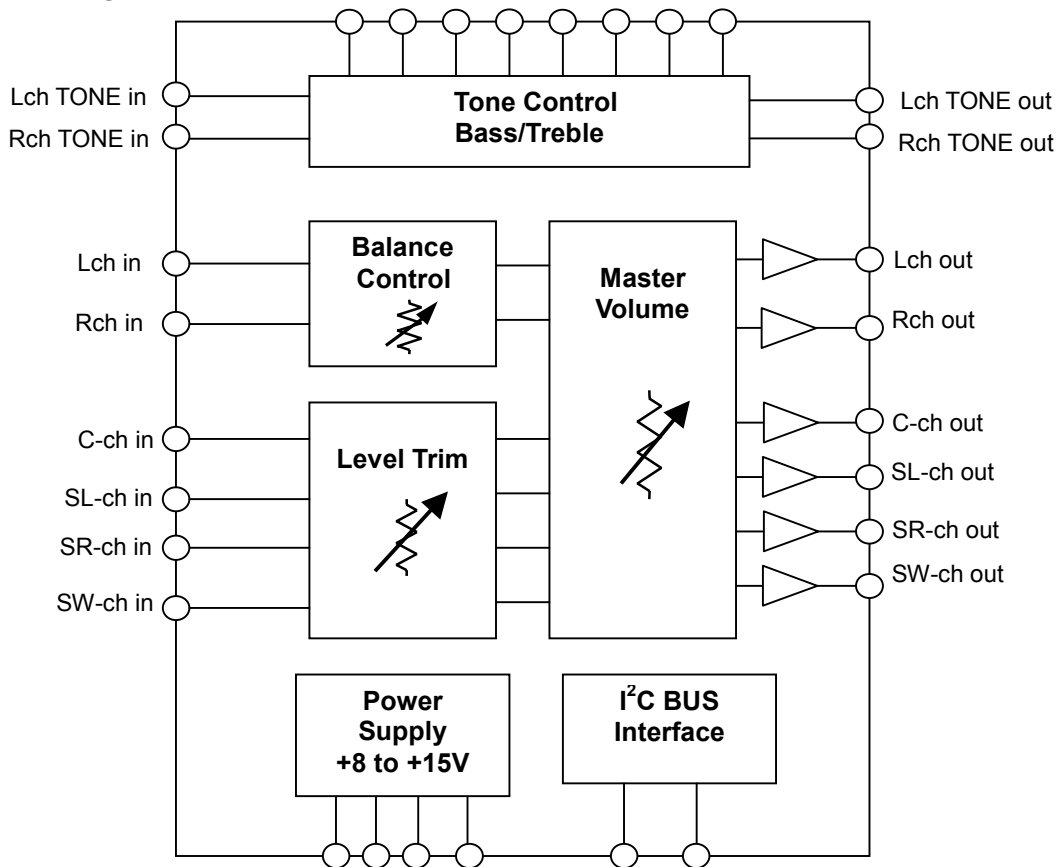 Tone Control
Bass/Treble
Lch TONE in
Rch TONE in
Lch TONE out
Rch TONE out
Balance
Control
Master
Volume
Lch in
Rch in
Lch out
Rch out
Level Trim
C-ch in
SL-ch in
SR-ch in
SW-ch in
C-ch out
SL-ch out
SR-ch out
SW-ch out
Power
Supply
+8 to +15V
I²C BUS
Interface